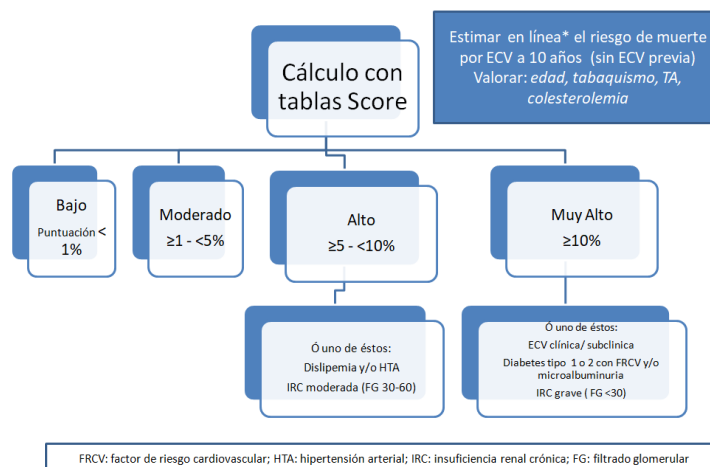 Estimar en línea* el riesgo de muerte
por ECV a 10 años (sin ECV previa)
Valorar: edad, tabaquismo, TA,
colesterolemia
Cálculo con
tablas Score
Bajo
Puntuación <
1%
Moderado
≥1 - <5%
Alto
≥5 - <10%
Muy Alto
≥10%
Ó uno de éstos:
Dislipemia y/o HTA
IRC moderada (FG 30-60)
Ó uno de éstos:
ECV clínica/ subclinica
Diabetes tipo 1 o 2 con FRCV y/o
microalbuminuria
IRC grave ( FG <30)
FRCV: factor de riesgo cardiovascular; HTA: hipertensión arterial; IRC: insuficiencia renal crónica; FG: filtrado glomerular